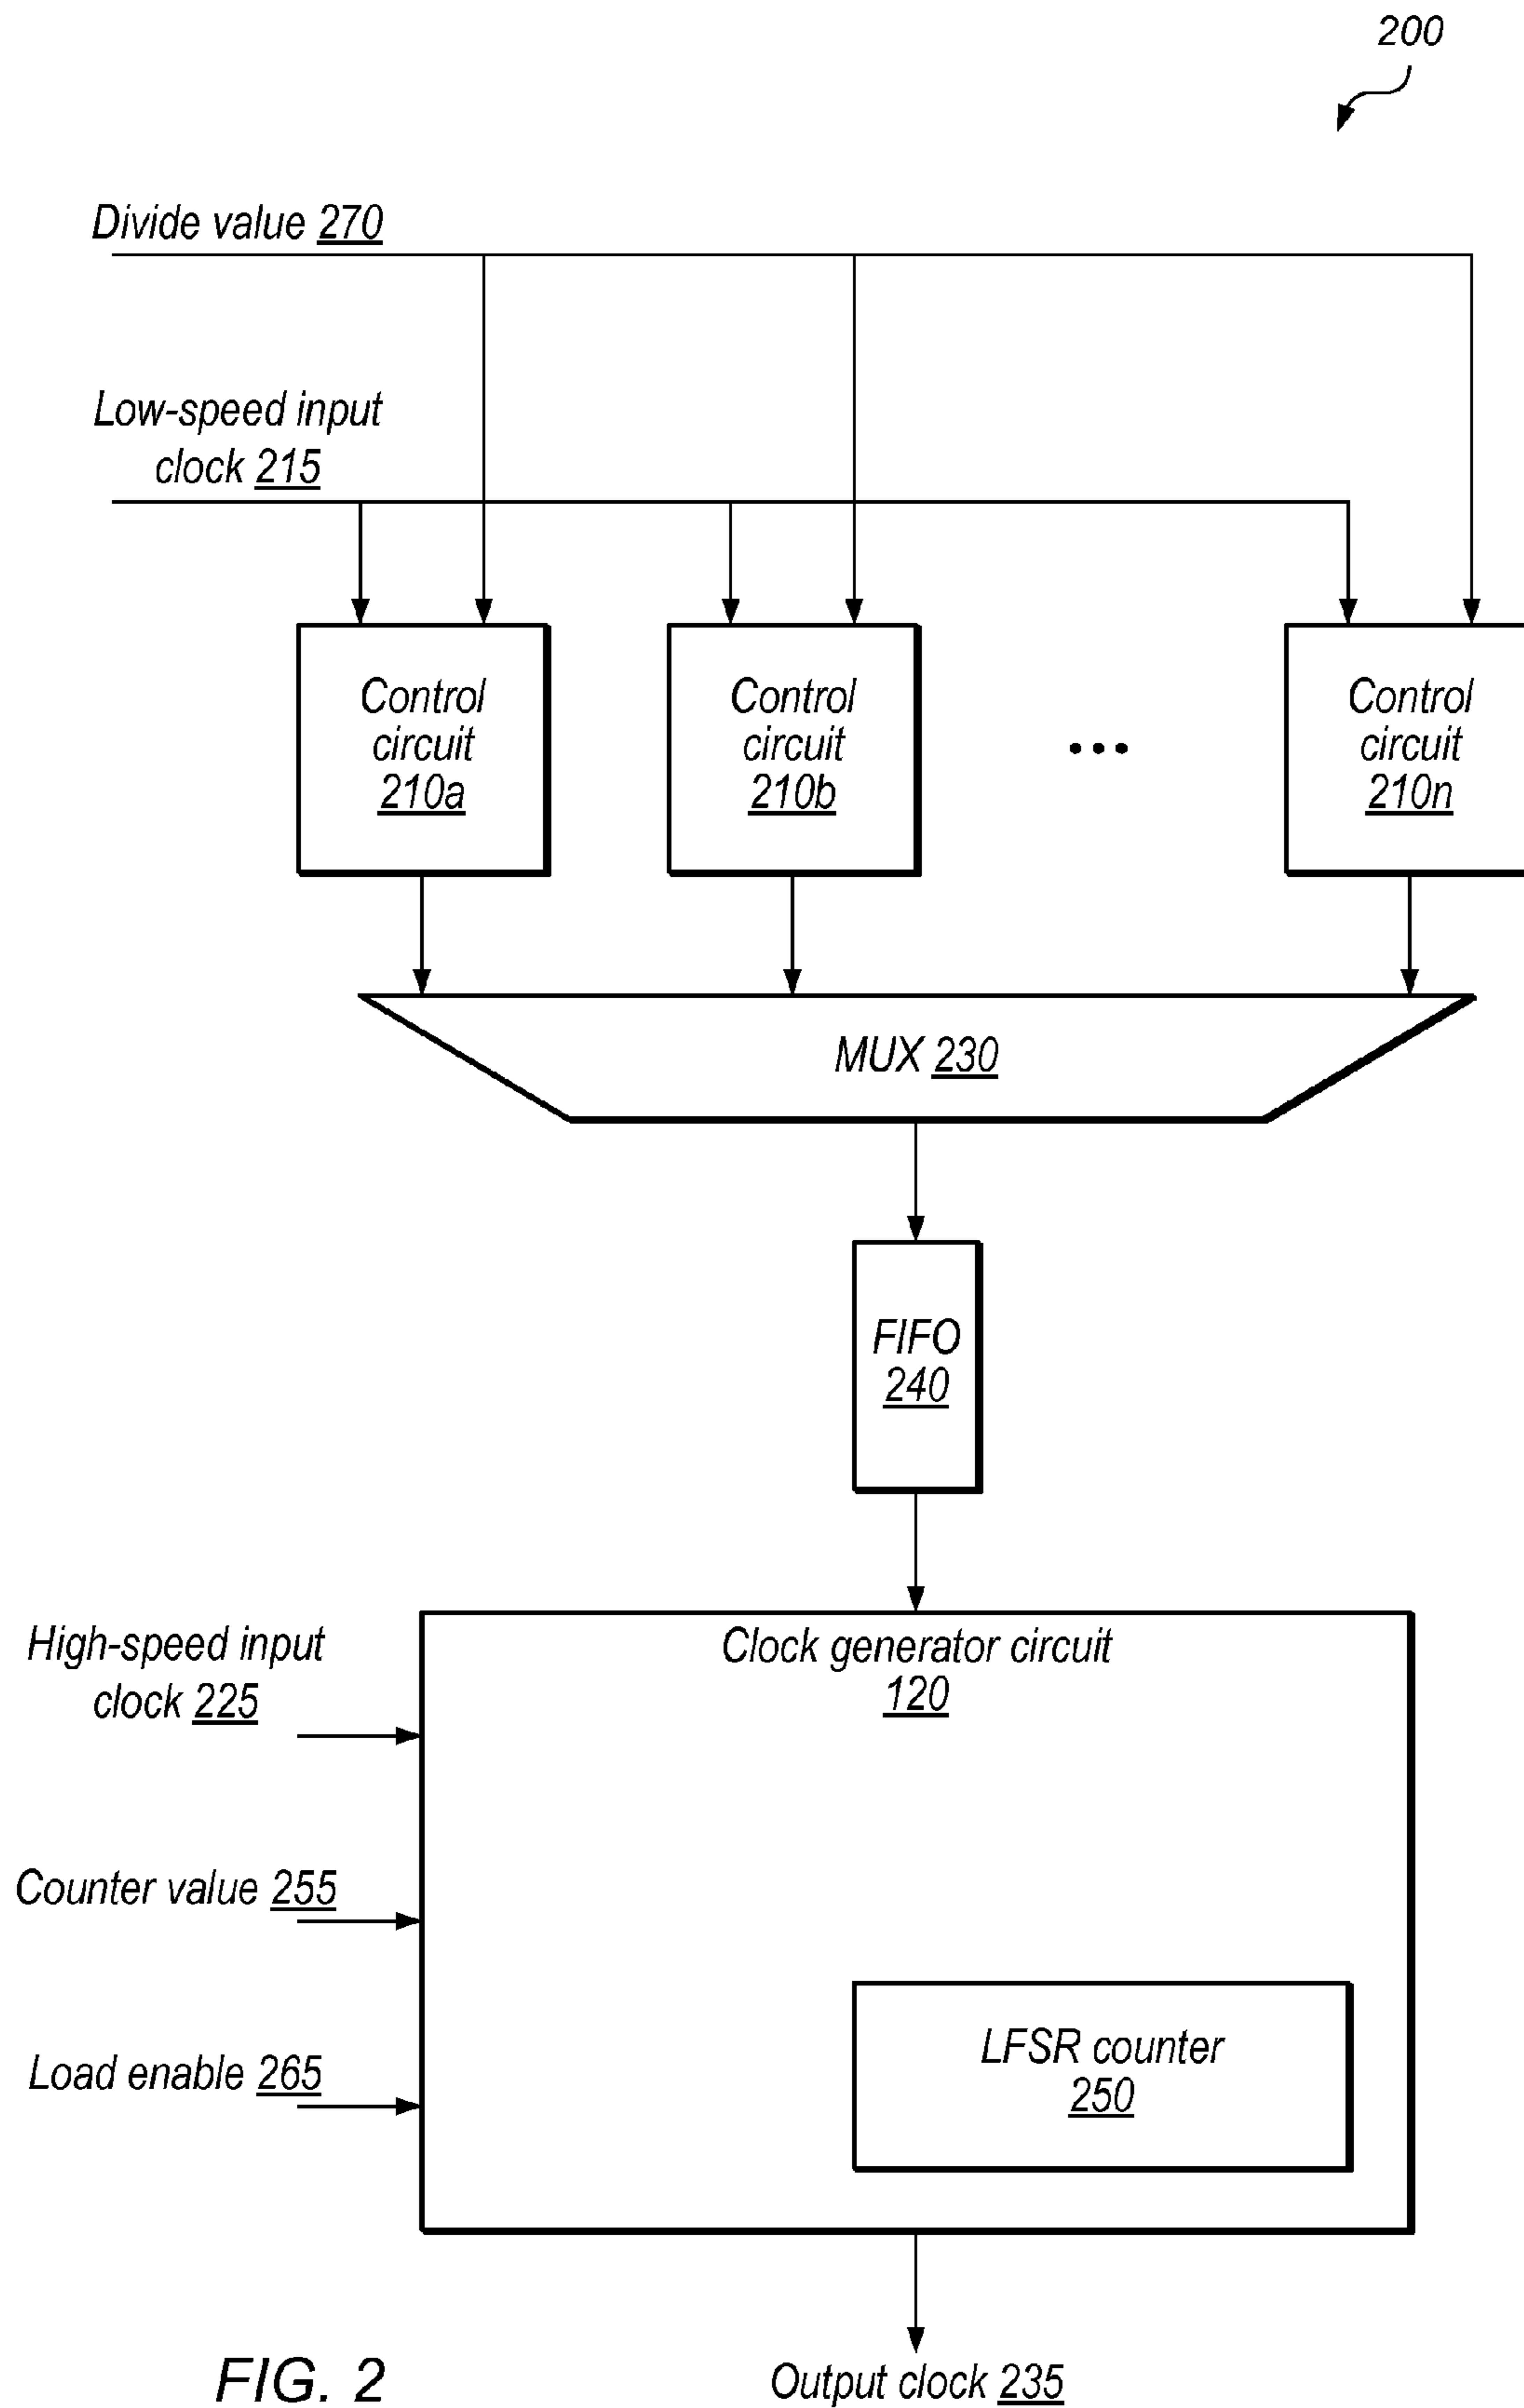 200
Divide value 270
Low-speed input
clock 215
Control
circuit
210a
Control
circuit
210b
Control
circuit
210n
MUX 230
FIFO
240
High-speed input
clock 225
Clock generator circuit
120
Counter value 255
Load enable 265
LFSR counter
250
FIG. 2
Output clock 235